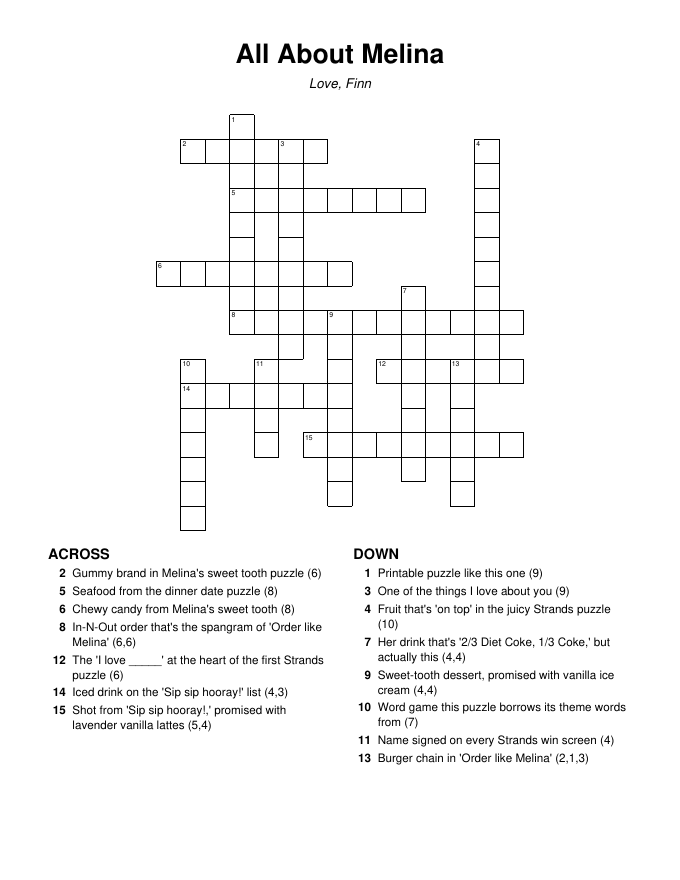 All About Melina
Love, Finn
1
2 3 4
5
6
7
8 9
10 11 12 13
14
15
ACROSS
2 Gummy brand in Melina's sweet tooth puzzle (6)
5 Seafood from the dinner date puzzle (8)
6 Chewy candy from Melina's sweet tooth (8)
8 In-N-Out order that's the spangram of 'Order like
Melina' (6,6)
12 The 'I love _____' at the heart of the first Strands
puzzle (6)
14 Iced drink on the 'Sip sip hooray!' list (4,3)
15 Shot from 'Sip sip hooray!,' promised with
lavender vanilla lattes (5,4)
DOWN
1 Printable puzzle like this one (9)
3 One of the things I love about you (9)
4 Fruit that's 'on top' in the juicy Strands puzzle
(10)
7 Her drink that's '2/3 Diet Coke, 1/3 Coke,' but
actually this (4,4)
9 Sweet-tooth dessert, promised with vanilla ice
cream (4,4)
10 Word game this puzzle borrows its theme words
from (7)
11 Name signed on every Strands win screen (4)
13 Burger chain in 'Order like Melina' (2,1,3)